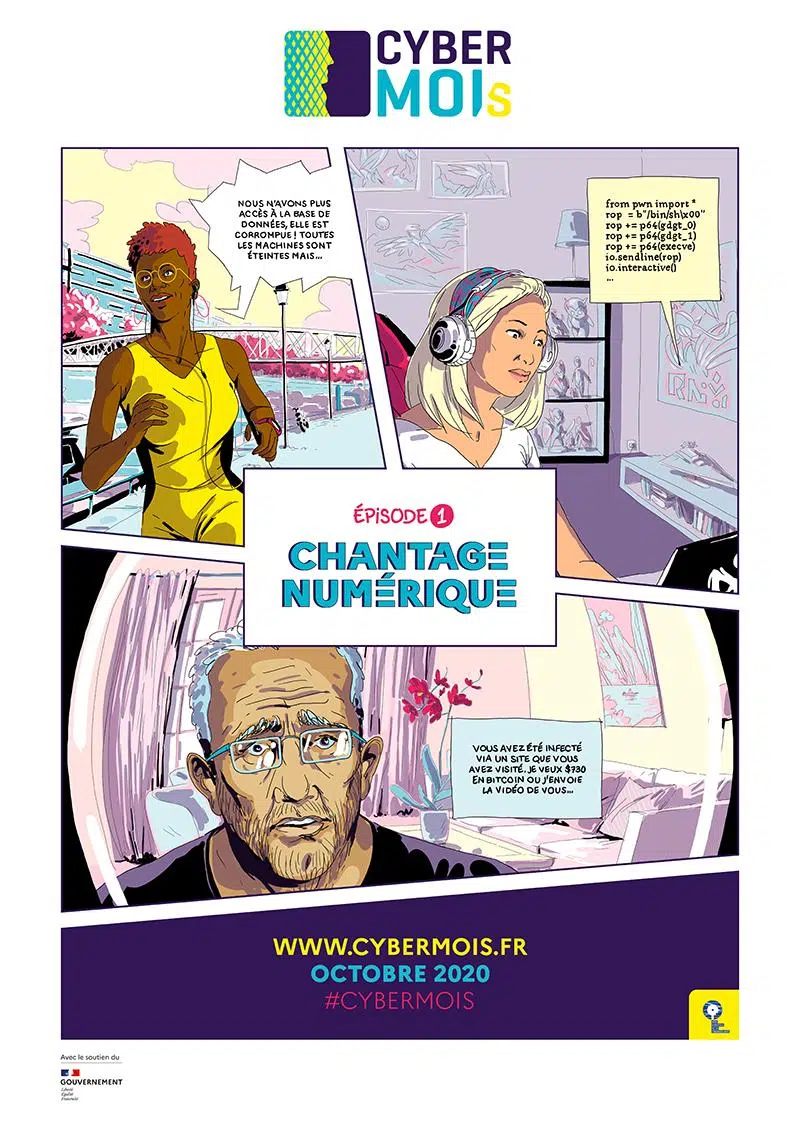 CYBER
MOIs
NOUS N'AVONS PLUS
ACCÈS À LA BASE DE
DONNÉES, ELLE EST
CORROMPUE ! TOUTES
LES MACHINES SONT
ÉTEINTES MAIS...
from pwn import *
rop = b"/bin/sh\x00"
rop += p64(gdgt_0)
rop += p64(gdgt_1)
rop += p64(execve)
io.sendline(rop)
io.interactive()
...
ÉPISODE 1
CHANTAGE
NUMÉRIQUE
VOUS AVEZ ÉTÉ INFECTÉ
VIA UN SITE QUE VOUS
AVEZ VISITÉ. JE VEUX $730
EN BITCOIN OU J'ENVOIE
LA VIDÉO DE VOUS...
WWW.CYBERMOIS.FR
OCTOBRE 2020
#CYBERMOIS
Avec le soutien du
GOUVERNEMENT
Liberté
Égalité
Fraternité